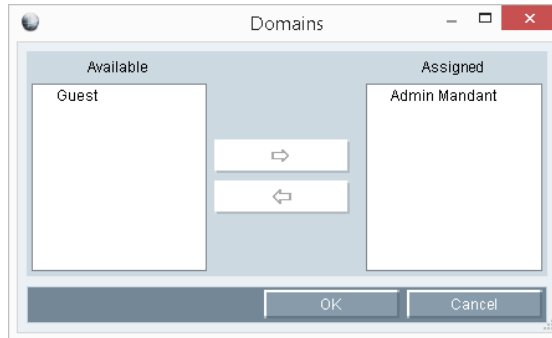 Domains
Available
Assigned
Guest
Admin Mandant
OK
Cancel